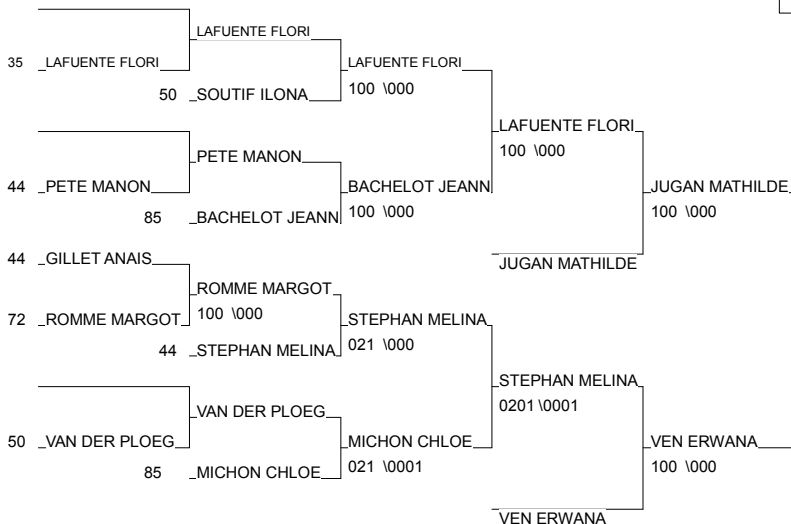 LAFUENTE FLORI
35 LAFUENTE FLORI
LAFUENTE FLORI
100 \000
50 SOUTIF ILONA
LAFUENTE FLORI
100 \000
PETE MANON
44 PETE MANON
BACHELOT JEANN
100 \000
JUGAN MATHILDE
100 \000
85 BACHELOT JEANN
44 GILLET ANAIS
JUGAN MATHILDE
ROMME MARGOT
100 \000
72 ROMME MARGOT
STEPHAN MELINA
021 \000
44 STEPHAN MELINA
STEPHAN MELINA
0201 \0001
VAN DER PLOEG
50 VAN DER PLOEG
MICHON CHLOE
021 \0001
VEN ERWANA
100 \000
85 MICHON CHLOE
VEN ERWANA